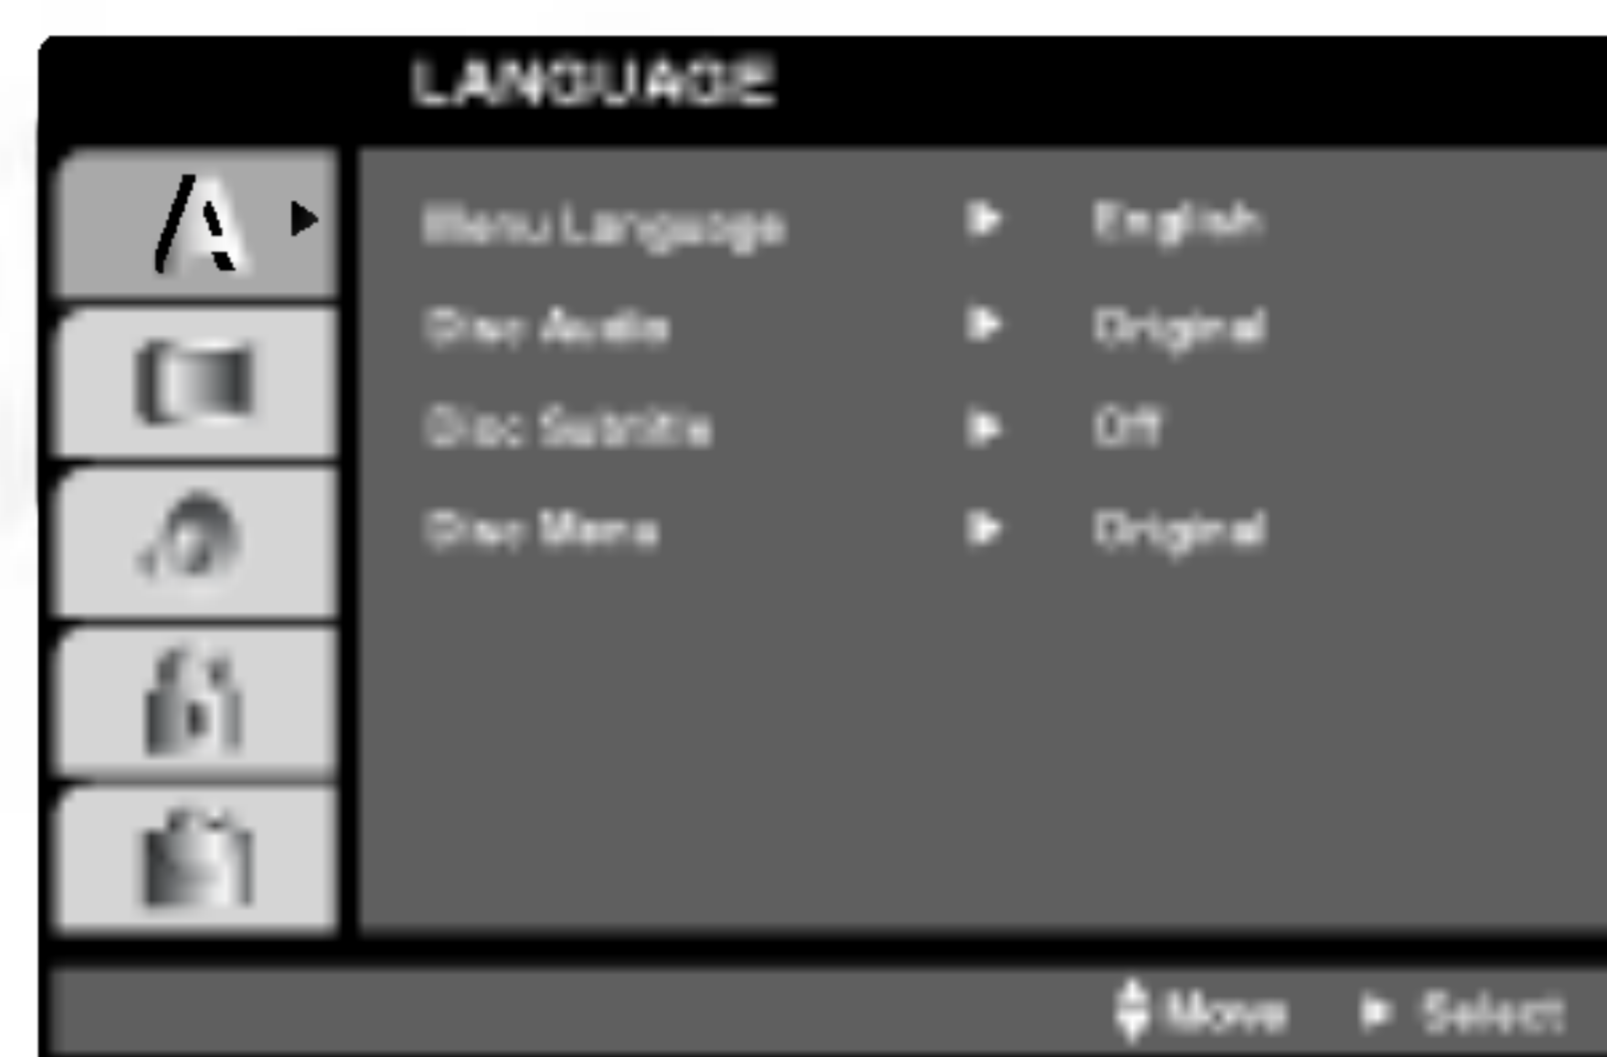 LANGUAGE
Menu Language ▶ English
Disc Audio ▶ Original
Disc Subtitle ▶ Off
Disc Menu ▶ Original
Move ▶ Select